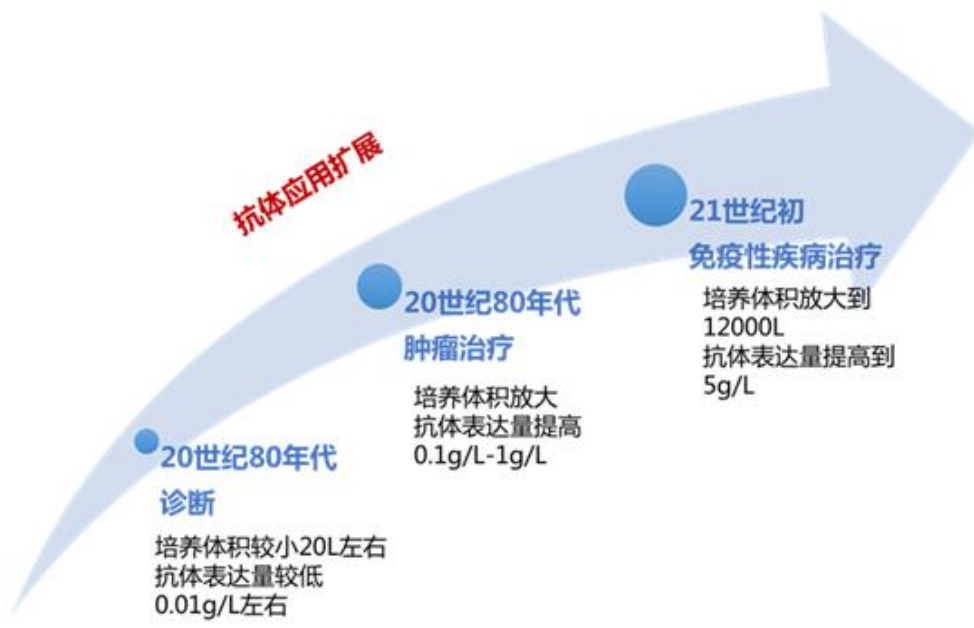 抗体应用扩展
21世纪初
免疫性疾病治疗
培养体积放大到
12000L
抗体表达量提高到
5g/L
20世纪80年代
肿瘤治疗
培养体积放大
抗体表达量提高
0.1g/L-1g/L
20世纪80年代
诊断
培养体积较小20L左右
抗体表达量较低
0.01g/L左右